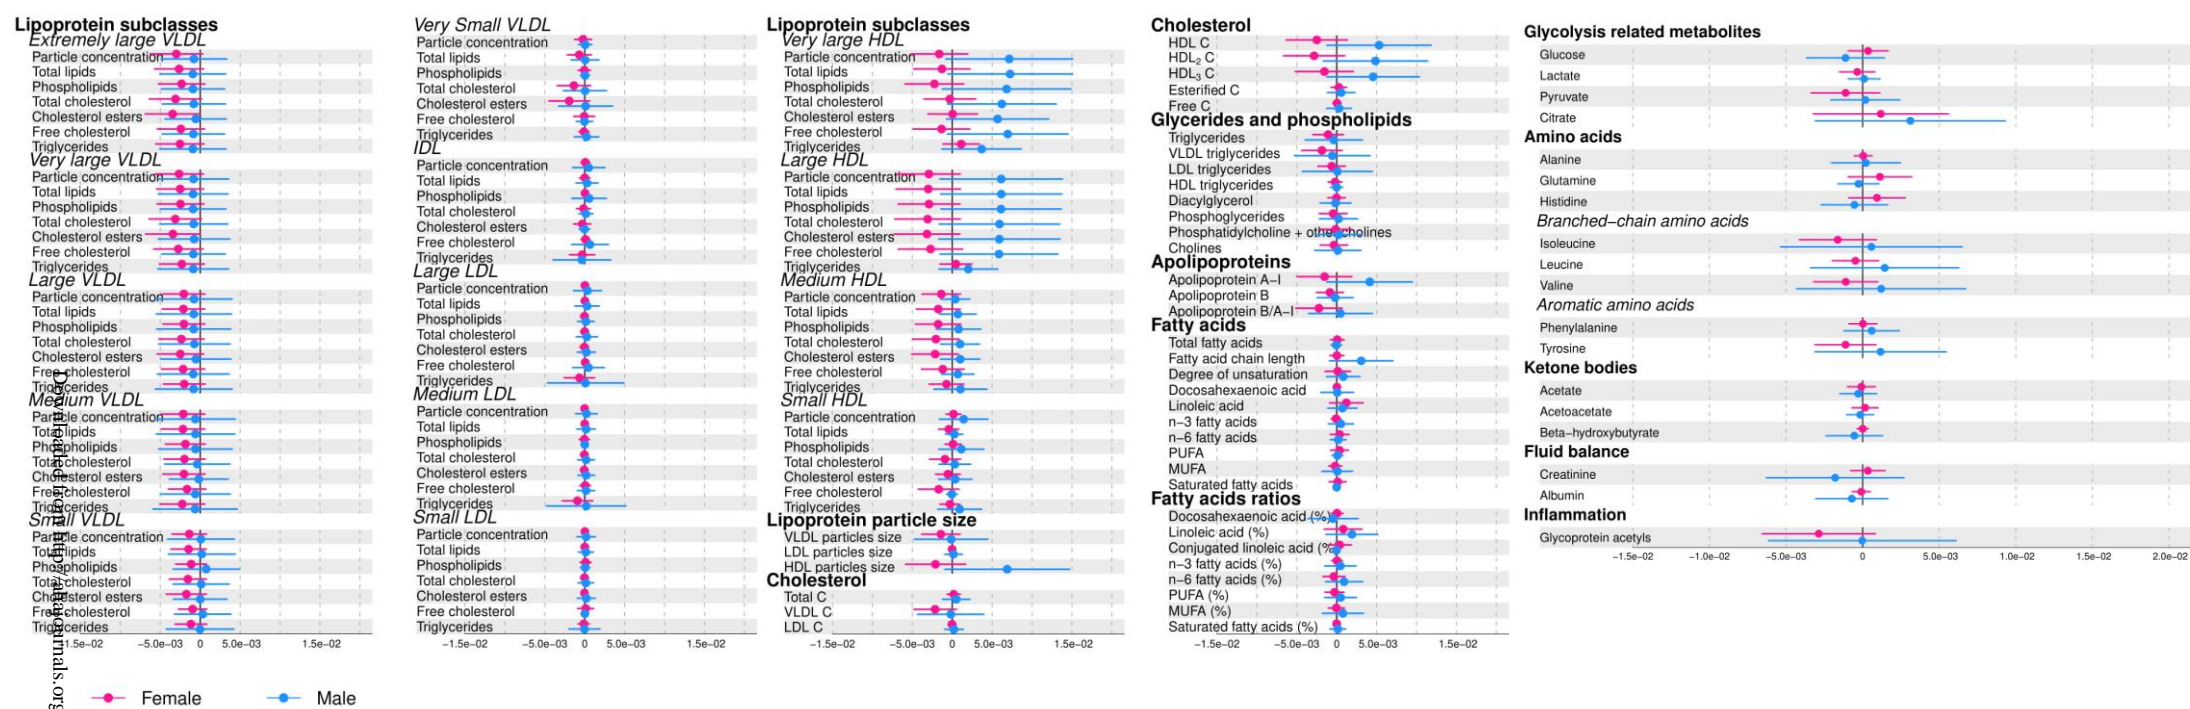 Lipoprotein subclasses
Extremely large VLDL
Particle concentration
Total lipids
Phospholipids
Total cholesterol
Cholesterol esters
Free cholesterol
Triglycerides
Very large VLDL
Particle concentration
Total lipids
Phospholipids
Total cholesterol
Cholesterol esters
Free cholesterol
Triglycerides
Large VLDL
Particle concentration
Total lipids
Phospholipids
Total cholesterol
Cholesterol esters
Free cholesterol
Triglycerides
Medium VLDL
Particle concentration
Total lipids
Phospholipids
Total cholesterol
Cholesterol esters
Free cholesterol
Triglycerides
Small VLDL
Particle concentration
Total lipids
Phospholipids
Total cholesterol
Cholesterol esters
Free cholesterol
Triglycerides
−1.5e−02 −5.0e−03 0 5.0e−03 1.5e−02
Very Small VLDL
Particle concentration
Total lipids
Phospholipids
Total cholesterol
Cholesterol esters
Free cholesterol
Triglycerides
IDL
Particle concentration
Total lipids
Phospholipids
Total cholesterol
Cholesterol esters
Free cholesterol
Triglycerides
Large LDL
Particle concentration
Total lipids
Phospholipids
Total cholesterol
Cholesterol esters
Free cholesterol
Triglycerides
Medium LDL
Particle concentration
Total lipids
Phospholipids
Total cholesterol
Cholesterol esters
Free cholesterol
Triglycerides
Small LDL
Particle concentration
Total lipids
Phospholipids
Total cholesterol
Cholesterol esters
Free cholesterol
Triglycerides
−1.5e−02 −5.0e−03 0 5.0e−03 1.5e−02
Lipoprotein subclasses
Very large HDL
Particle concentration
Total lipids
Phospholipids
Total cholesterol
Cholesterol esters
Free cholesterol
Triglycerides
Large HDL
Particle concentration
Total lipids
Phospholipids
Total cholesterol
Cholesterol esters
Free cholesterol
Triglycerides
Medium HDL
Particle concentration
Total lipids
Phospholipids
Total cholesterol
Cholesterol esters
Free cholesterol
Triglycerides
Small HDL
Particle concentration
Total lipids
Phospholipids
Total cholesterol
Cholesterol esters
Free cholesterol
Triglycerides
Lipoprotein particle size
VLDL particles size
LDL particles size
HDL particles size
Cholesterol
Total C
VLDL C
LDL C
−1.5e−02 −5.0e−03 0 5.0e−03 1.5e−02
Cholesterol
HDL C
HDL₂ C
HDL₃ C
Esterified C
Free C
Glycerides and phospholipids
Triglycerides
VLDL triglycerides
LDL triglycerides
HDL triglycerides
Diacylglycerol
Phosphoglycerides
Phosphatidylcholine + other cholines
Cholines
Apolipoproteins
Apolipoprotein A−I
Apolipoprotein B
Apolipoprotein B/A−I
Fatty acids
Total fatty acids
Fatty acid chain length
Degree of unsaturation
Docosahexaenoic acid
Linoleic acid
n−3 fatty acids
n−6 fatty acids
PUFA
MUFA
Saturated fatty acids
Fatty acids ratios
Docosahexaenoic acid (%)
Linoleic acid (%)
Conjugated linoleic acid (%
n−3 fatty acids (%)
n−6 fatty acids (%)
PUFA (%)
MUFA (%)
Saturated fatty acids (%)
−1.5e−02 −5.0e−03 0 5.0e−03 1.5e−02
Glycolysis related metabolites
Glucose
Lactate
Pyruvate
Citrate
Amino acids
Alanine
Glutamine
Histidine
Branched−chain amino acids
Isoleucine
Leucine
Valine
Aromatic amino acids
Phenylalanine
Tyrosine
Ketone bodies
Acetate
Acetoacetate
Beta−hydroxybutyrate
Fluid balance
Creatinine
Albumin
Inflammation
Glycoprotein acetyls
−1.5e−02 −1.0e−02 −5.0e−03 0 5.0e−03 1.0e−02 1.5e−02 2.0e−02
Female Male
Downloaded from http://ahajournals.org